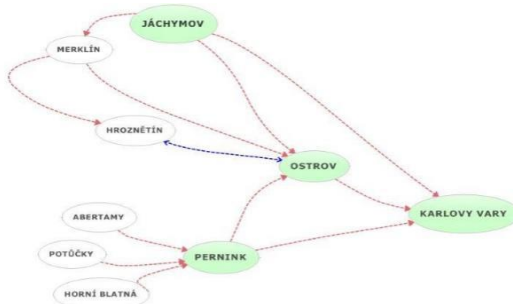 JÁCHYMOV
MERKLÍN
HROZNĚTÍN
OSTROV
KARLOVY VARY
ABERTAMY
POTŮČKY
PERNINK
HORNÍ BLATNÁ